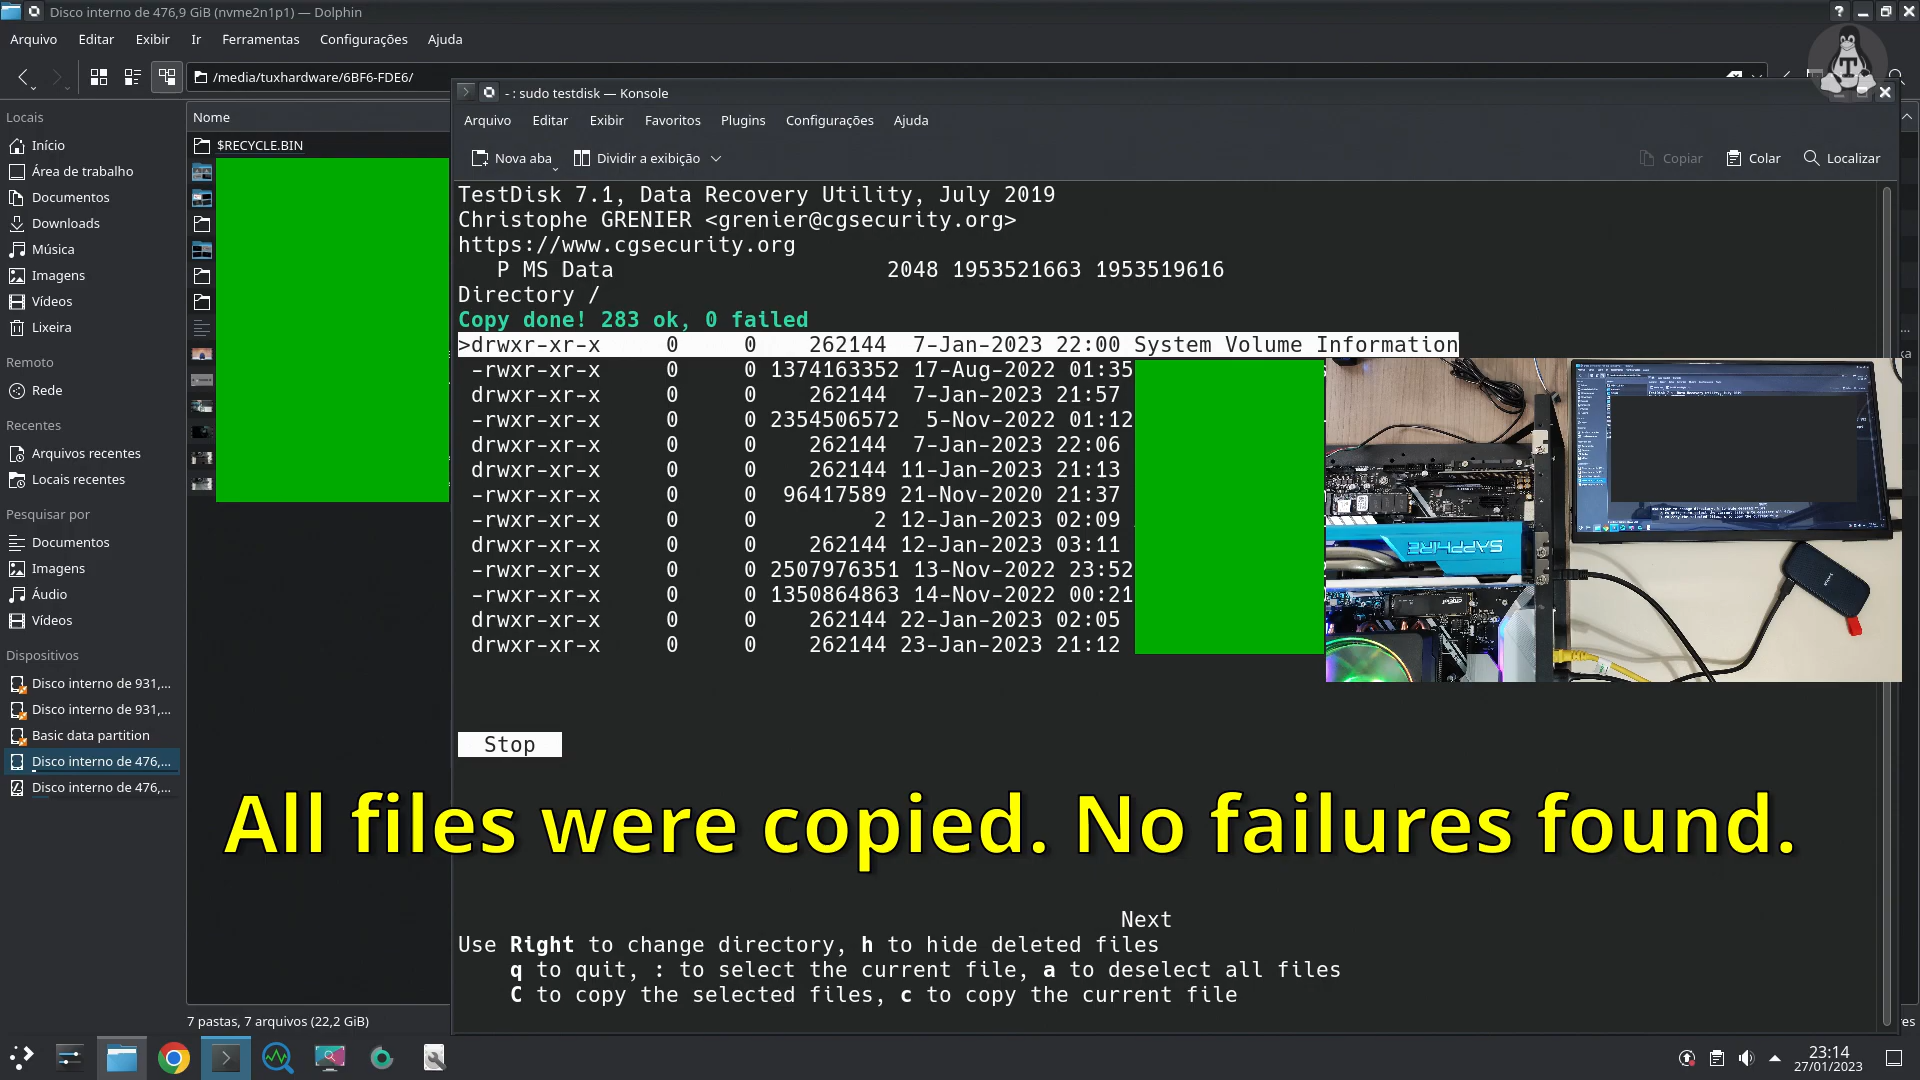 Disco interno de 476,9 GiB (nvme2n1p1) — Dolphin
Arquivo Editar Exibir Ir Ferramentas Configurações Ajuda
/media/tuxhardware/6BF6-FDE6/
Locais
Início
Área de trabalho
Documentos
Downloads
Música
Imagens
Vídeos
Lixeira
Remoto
Rede
Recentes
Arquivos recentes
Locais recentes
Pesquisar por
Documentos
Imagens
Áudio
Vídeos
Dispositivos
Disco interno de 931,...
Disco interno de 931,...
Basic data partition
Disco interno de 476,...
Disco interno de 476,...
Nome
$RECYCLE.BIN
7 pastas, 7 arquivos (22,2 GiB)
- : sudo testdisk — Konsole
Arquivo Editar Exibir Favoritos Plugins Configurações Ajuda
Nova aba Dividir a exibição Copiar Colar Localizar
TestDisk 7.1, Data Recovery Utility, July 2019
Christophe GRENIER <grenier@cgsecurity.org>
https://www.cgsecurity.org
P MS Data 2048 1953521663 1953519616
Directory /
Copy done! 283 ok, 0 failed
>drwxr-xr-x 0 0 262144 7-Jan-2023 22:00 System Volume Information
-rwxr-xr-x 0 0 1374163352 17-Aug-2022 01:35
drwxr-xr-x 0 0 262144 7-Jan-2023 21:57
-rwxr-xr-x 0 0 2354506572 5-Nov-2022 01:12
drwxr-xr-x 0 0 262144 7-Jan-2023 22:06
drwxr-xr-x 0 0 262144 11-Jan-2023 21:13
-rwxr-xr-x 0 0 96417589 21-Nov-2020 21:37
-rwxr-xr-x 0 0 2 12-Jan-2023 02:09
drwxr-xr-x 0 0 262144 12-Jan-2023 03:11
-rwxr-xr-x 0 0 2507976351 13-Nov-2022 23:52
-rwxr-xr-x 0 0 1350864863 14-Nov-2022 00:21
drwxr-xr-x 0 0 262144 22-Jan-2023 02:05
drwxr-xr-x 0 0 262144 23-Jan-2023 21:12
SAPPHIRE
Stop
All files were copied. No failures found.
Next
Use Right to change directory, h to hide deleted files
q to quit, : to select the current file, a to deselect all files
C to copy the selected files, c to copy the current file
23:14
27/01/2023